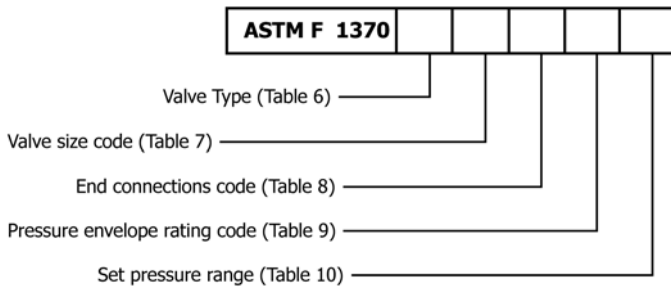 ASTM F 1370
Valve Type (Table 6)
Valve size code (Table 7)
End connections code (Table 8)
Pressure envelope rating code (Table 9)
Set pressure range (Table 10)